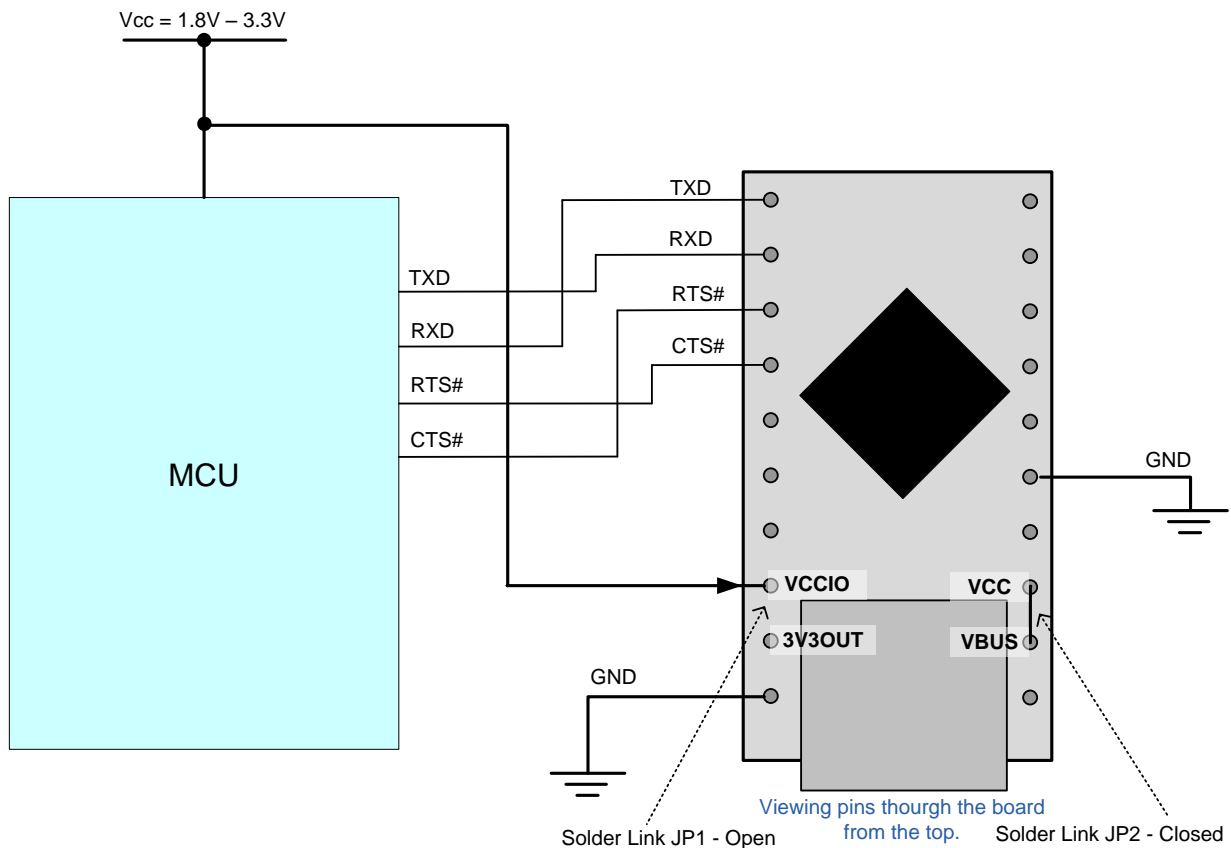 Vcc = 1.8V – 3.3V
TXD
RXD
RTS#
CTS#
TXD
RXD
RTS#
CTS#
MCU
GND
VCCIO
VCC
3V3OUT
VBUS
GND
Viewing pins thourgh the board
from the top.
Solder Link JP1 - Open
Solder Link JP2 - Closed